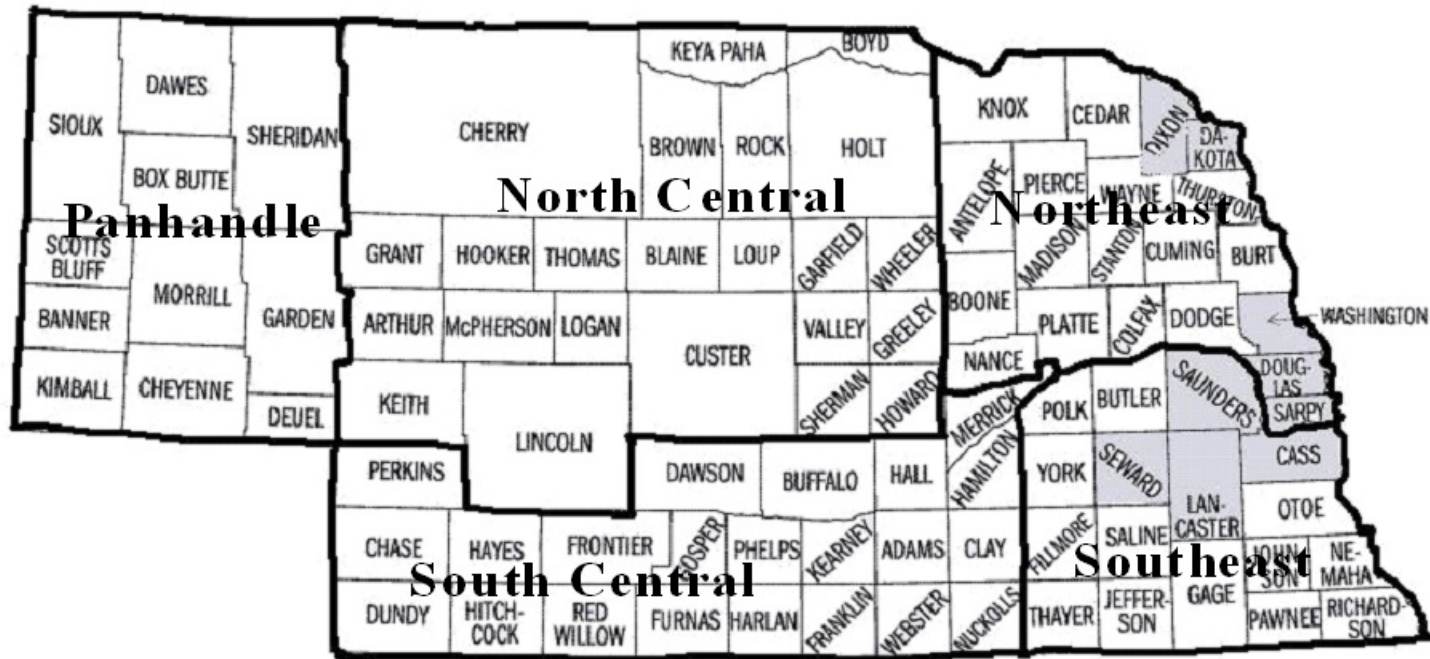 KEYA PAHA
BOYD
DAWES
SIOUX
SHERIDAN
CHERRY
BROWN
ROCK
HOLT
KNOX
CEDAR
DIXON
DA-
KOTA
BOX BUTTE
ANTELOPE
PIERCE
WAYNE
THURSTON
Panhandle
North Central
Northeast
SCOTTS
BLUFF
MORRILL
GARDEN
GRANT
HOOKER
THOMAS
BLAINE
LOUP
GARFIELD
WHEELER
MADISON
STANTON
CUMING
BURT
BANNER
ARTHUR
McPHERSON
LOGAN
CUSTER
VALLEY
GREELEY
BOONE
PLATTE
COLFAX
DODGE
WASHINGTON
NANCE
KIMBALL
CHEYENNE
DEUEL
KEITH
LINCOLN
SHERMAN
HOWARD
MERRICK
POLK
BUTLER
SAUNDERS
DOUG-
LAS
SARPY
PERKINS
DAWSON
BUFFALO
HALL
HAMILTON
YORK
SEWARD
CASS
LAN-
CASTER
OTOE
CHASE
HAYES
FRONTIER
GOSPER
PHELPS
KEARNEY
ADAMS
CLAY
FILLMORE
SALINE
South Central
Southeast
JOHN-
SON
NE-
MAHA
DUNDY
HITCH-
COCK
RED
WILLOW
FURNAS
HARLAN
FRANKLIN
WEBSTER
NUCKOLLS
THAYER
JEFFER-
SON
GAGE
PAWNEE
RICHARD-
SON